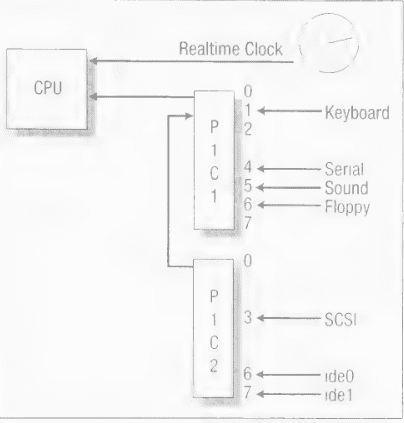 Realtime Clock
CPU
0
1 Keyboard
2
4 Serial
5 Sound
6 Floppy
7
P
1
C
1
0
3 SCSI
6 ide0
7 ide1
P
1
C
2